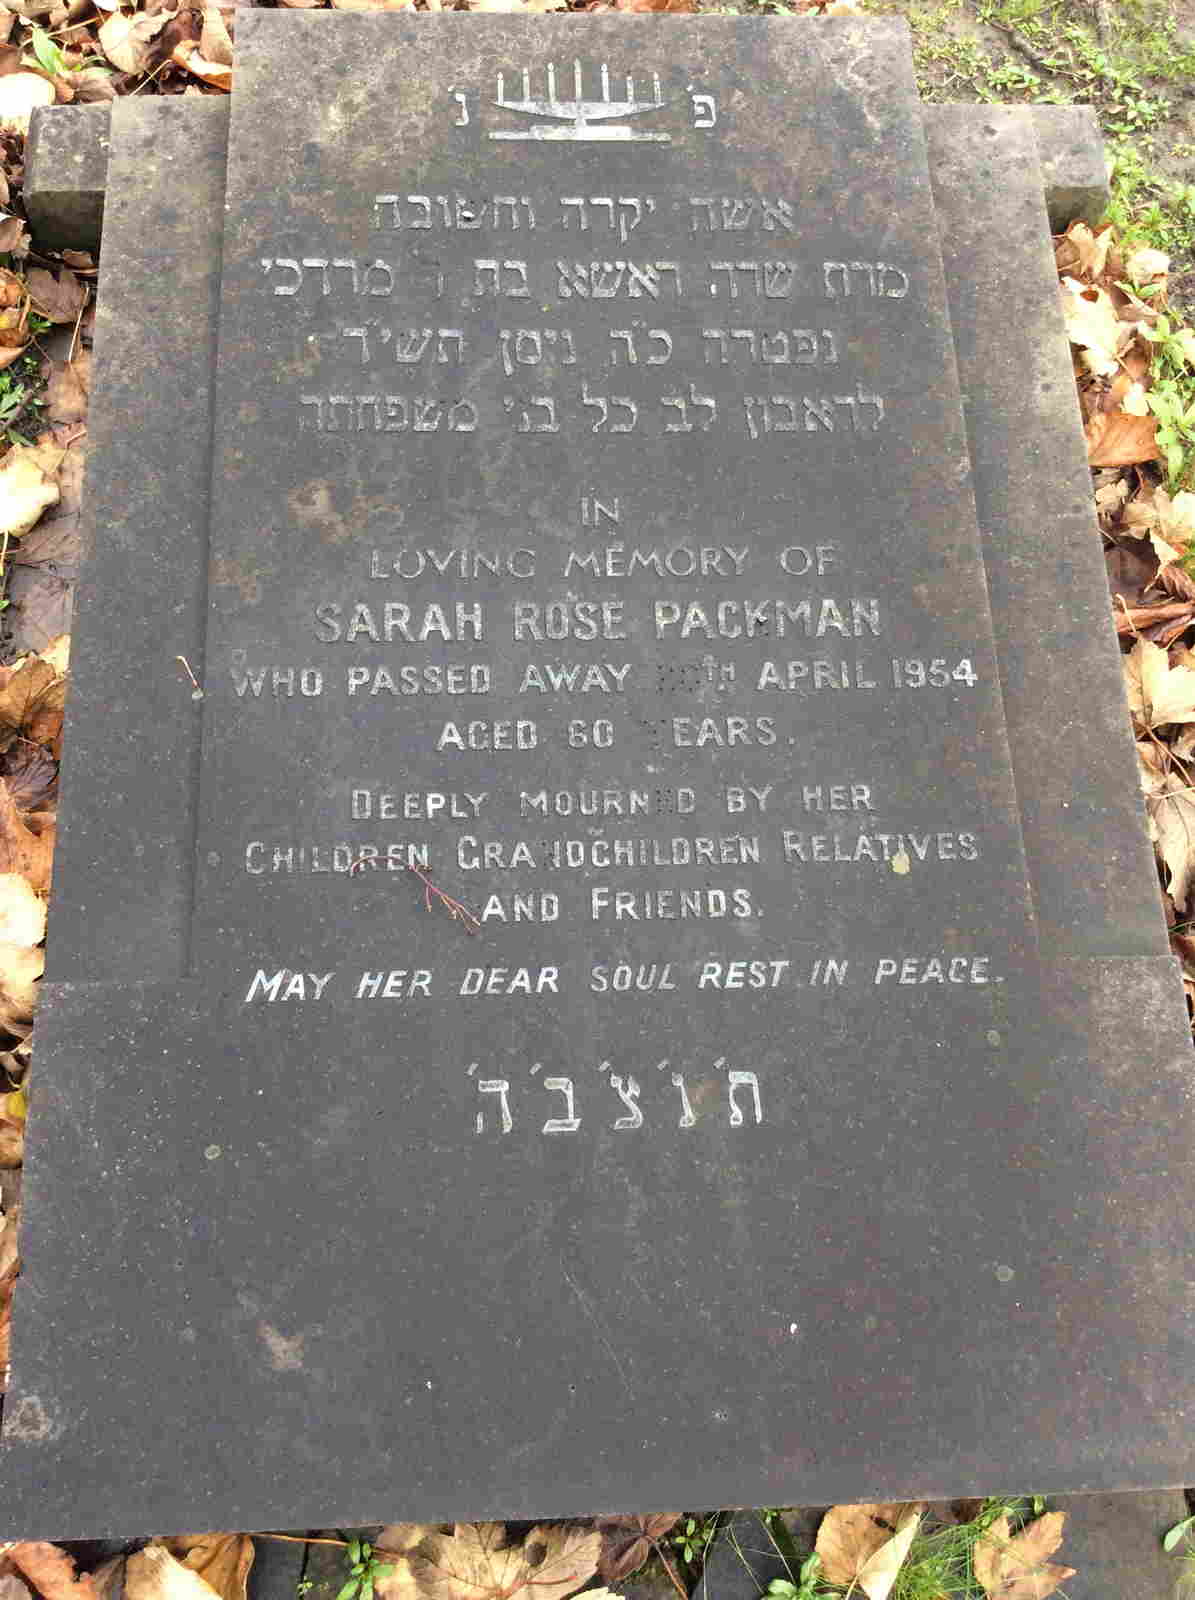 פ' נ'
אשה יקרה וחשובה
מרת שרה ראשא בת ר' מרדכי
נפטרה כ"ה ניסן תשי"ד
לדאבון לב כל בני משפחתה
IN
LOVING MEMORY OF
SARAH ROSE PACKMAN
WHO PASSED AWAY APRIL 1954
AGED 60 YEARS.
DEEPLY MOURNED BY HER
CHILDREN GRANDCHILDREN RELATIVES
AND FRIENDS.
MAY HER DEAR SOUL REST IN PEACE.
ת'נ'צ'ב'ה'